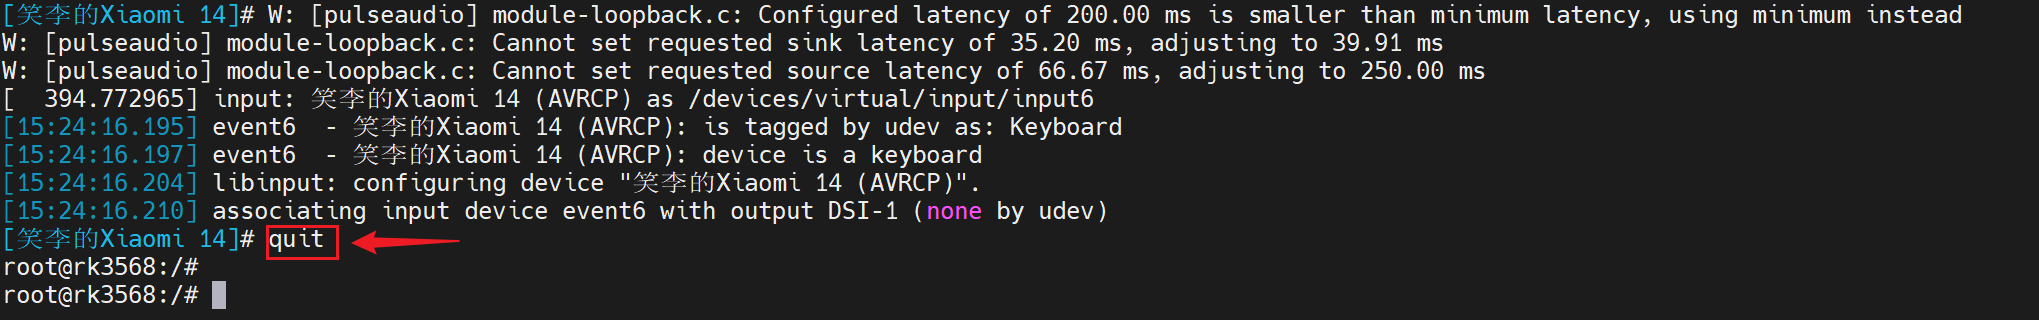 [笑李的Xiaomi 14]# W: [pulseaudio] module-loopback.c: Configured latency of 200.00 ms is smaller than minimum latency, using minimum instead
W: [pulseaudio] module-loopback.c: Cannot set requested sink latency of 35.20 ms, adjusting to 39.91 ms
W: [pulseaudio] module-loopback.c: Cannot set requested source latency of 66.67 ms, adjusting to 250.00 ms
[  394.772965] input: 笑李的Xiaomi 14 (AVRCP) as /devices/virtual/input/input6
[15:24:16.195] event6  - 笑李的Xiaomi 14 (AVRCP): is tagged by udev as: Keyboard
[15:24:16.197] event6  - 笑李的Xiaomi 14 (AVRCP): device is a keyboard
[15:24:16.204] libinput: configuring device "笑李的Xiaomi 14 (AVRCP)".
[15:24:16.210] associating input device event6 with output DSI-1 (none by udev)
[笑李的Xiaomi 14]# quit
root@rk3568:/#
root@rk3568:/#